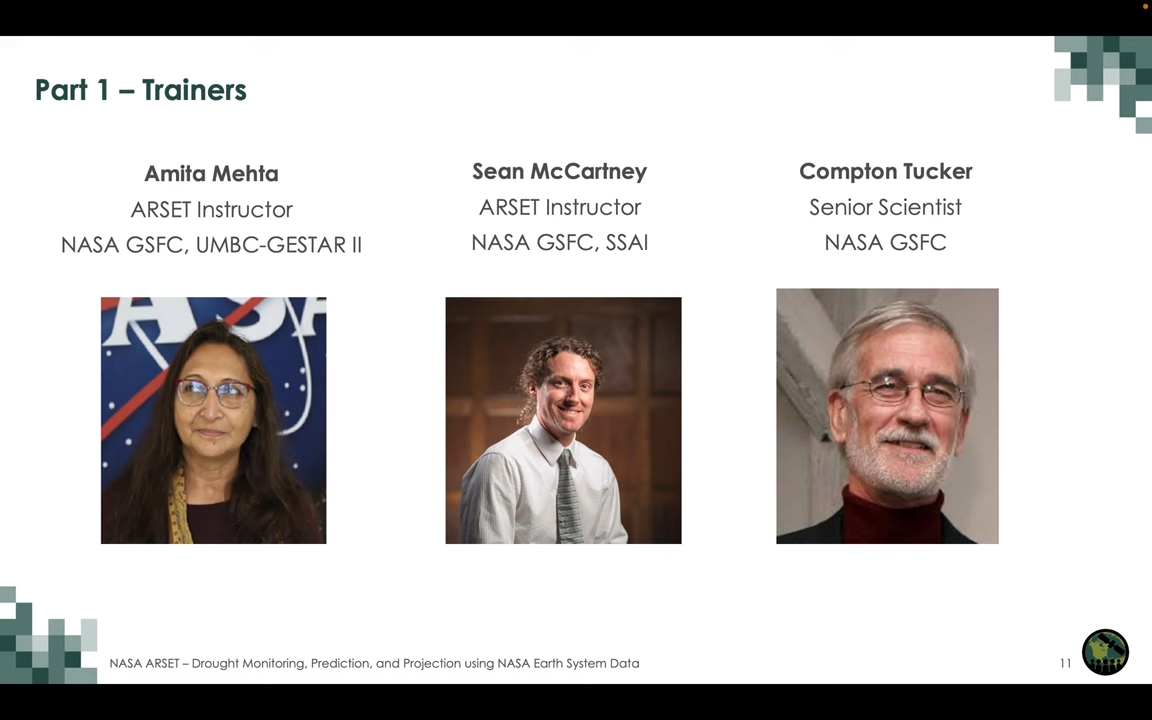 Part 1 – Trainers
Amita Mehta
ARSET Instructor
NASA GSFC, UMBC-GESTAR II
Sean McCartney
ARSET Instructor
NASA GSFC, SSAI
Compton Tucker
Senior Scientist
NASA GSFC
ASA
NASA ARSET – Drought Monitoring, Prediction, and Projection using NASA Earth System Data
11